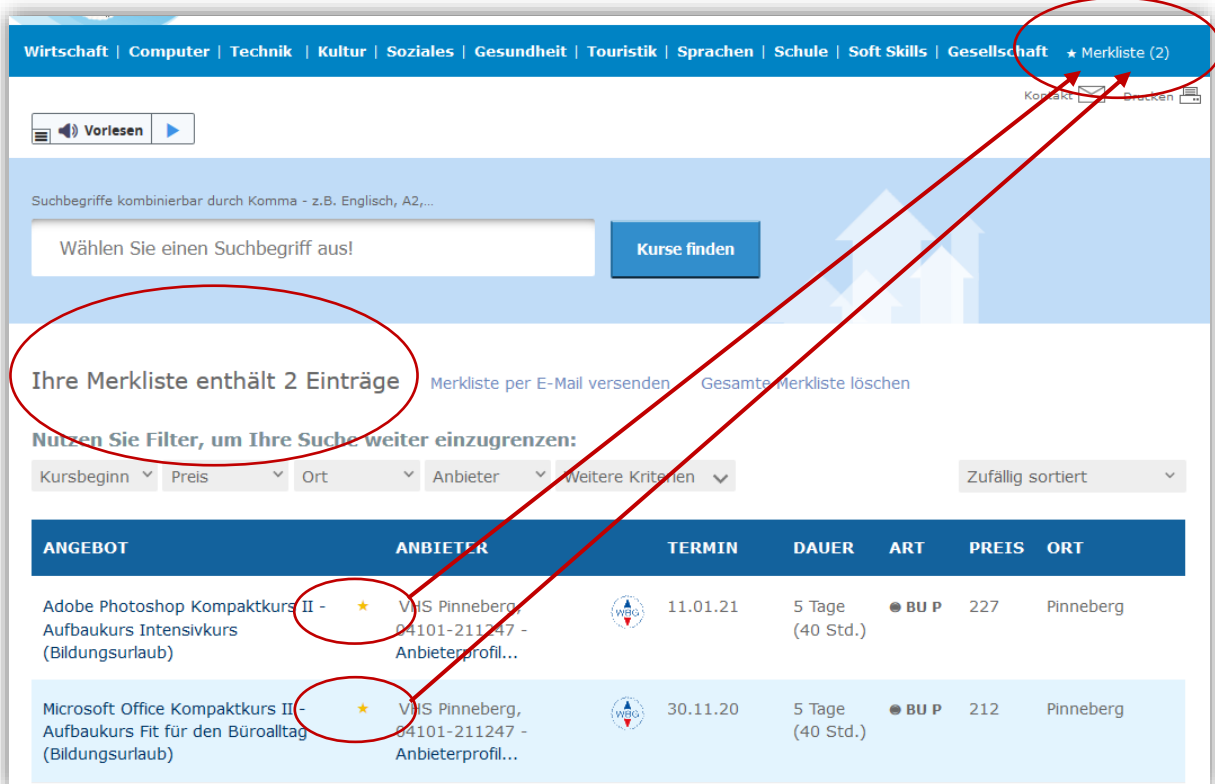 Wirtschaft | Computer | Technik | Kultur | Soziales | Gesundheit | Touristik | Sprachen | Schule | Soft Skills | Gesellschaft ★ Merkliste (2)
Kontakt Drucken
Vorlesen
Suchbegriffe kombinierbar durch Komma - z.B. Englisch, A2,...
Wählen Sie einen Suchbegriff aus!
Kurse finden
Ihre Merkliste enthält 2 Einträge Merkliste per E-Mail versenden Gesamte Merkliste löschen
Nutzen Sie Filter, um Ihre Suche weiter einzugrenzen:
Kursbeginn Preis Ort Anbieter Weitere Kriterien Zufällig sortiert
ANGEBOT ANBIETER TERMIN DAUER ART PREIS ORT
Adobe Photoshop Kompaktkurs II - ★ VHS Pinneberg, WBG 11.01.21 5 Tage BU P 227 Pinneberg
Aufbaukurs Intensivkurs 04101-211247 - (40 Std.)
(Bildungsurlaub) Anbieterprofil...
Microsoft Office Kompaktkurs II - ★ VHS Pinneberg, WBG 30.11.20 5 Tage BU P 212 Pinneberg
Aufbaukurs Fit für den Büroalltag 04101-211247 - (40 Std.)
(Bildungsurlaub) Anbieterprofil...